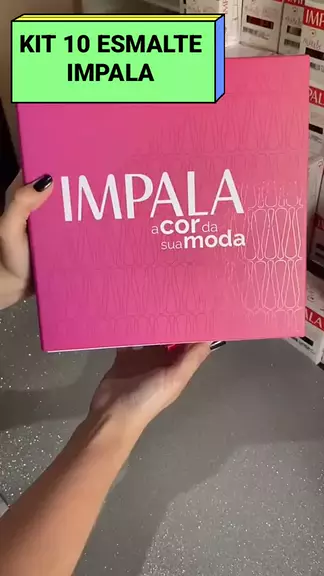 KIT 10 ESMALTE
IMPALA
IMPALA
a cor da
sua moda